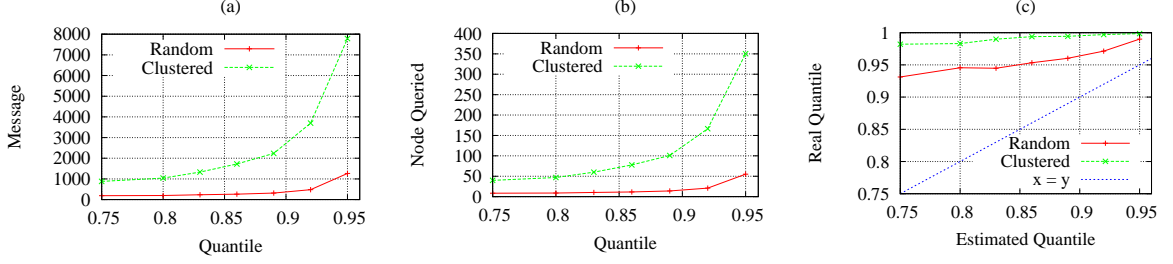 (a)
8000
7000
6000
5000
4000
3000
2000
1000
0
Message
Random
Clustered
0.75 0.8 0.85 0.9 0.95
Quantile
(b)
400
350
300
250
200
150
100
50
0
Node Queried
Random
Clustered
0.75 0.8 0.85 0.9 0.95
Quantile
(c)
1
0.95
0.9
0.85
0.8
0.75
Real Quantile
Random
Clustered
x = y
0.75 0.8 0.85 0.9 0.95
Estimated Quantile